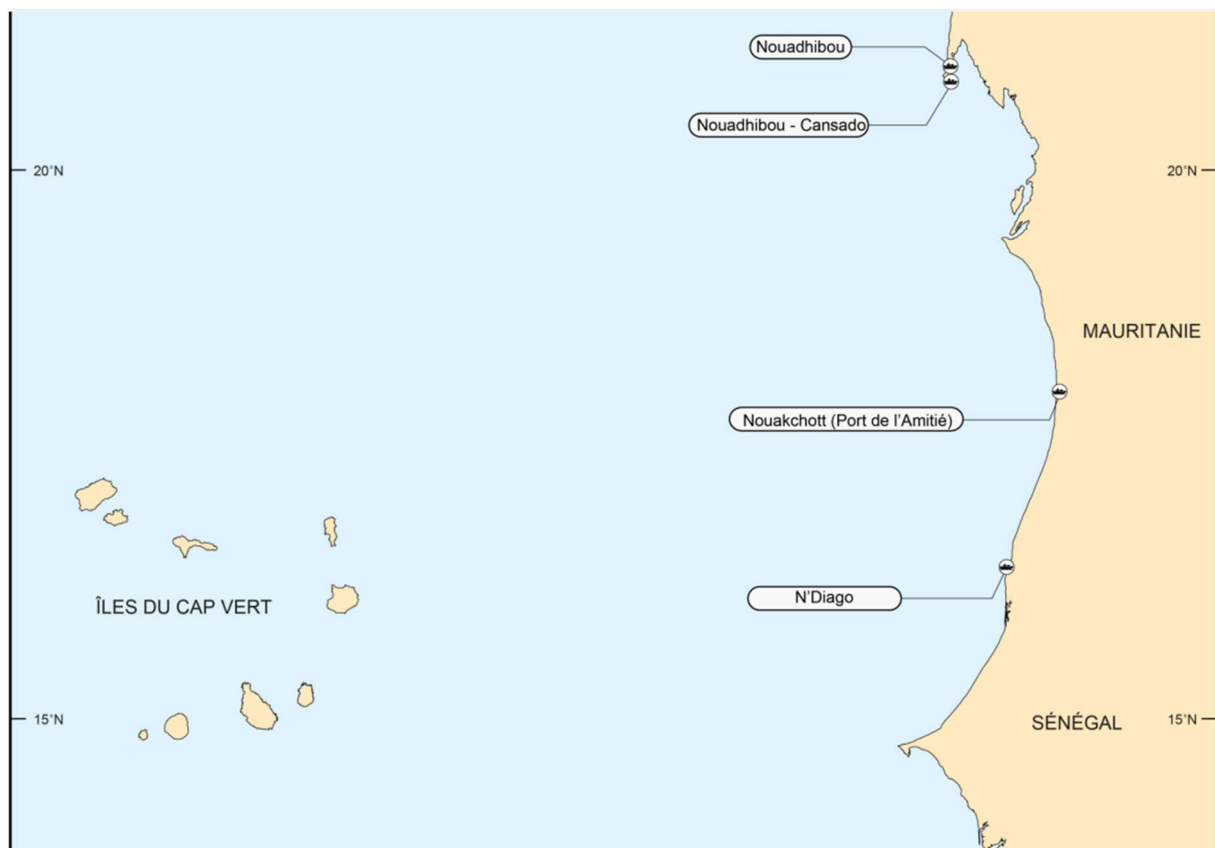 Nouadhibou
Nouadhibou - Cansado
20°N
20°N
MAURITANIE
Nouakchott (Port de l'Amitié)
N'Diago
ÎLES DU CAP VERT
15°N
SÉNÉGAL
15°N